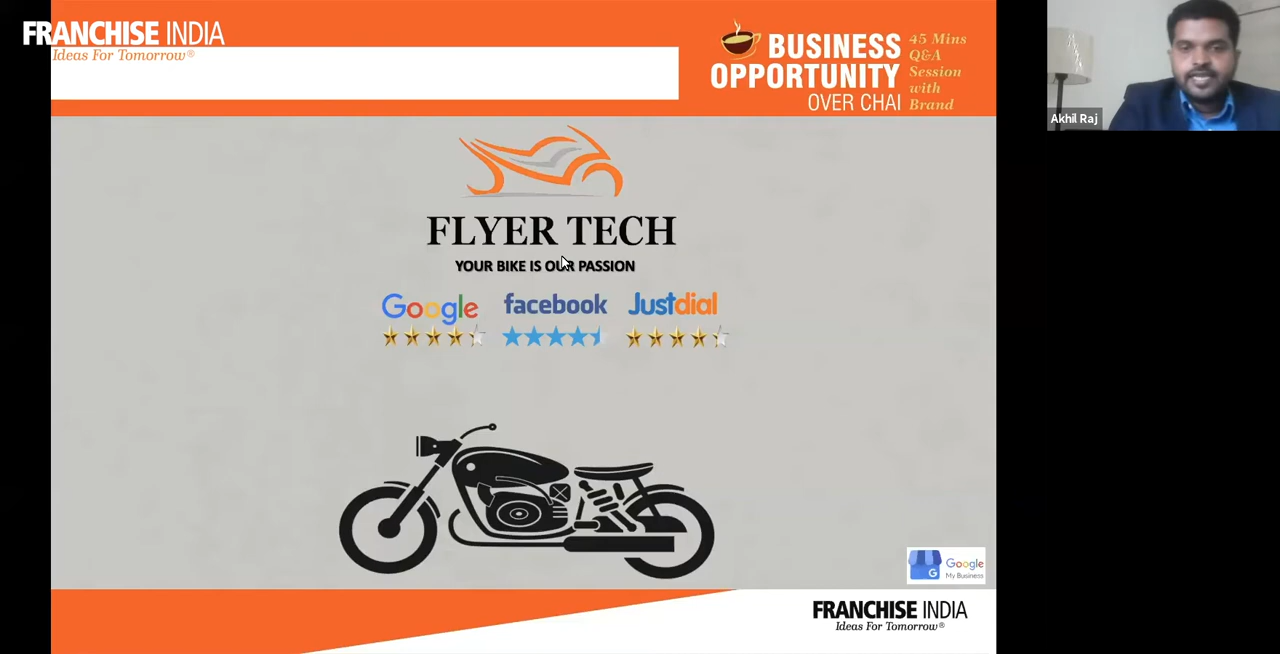 FRANCHISE INDIA
Ideas For Tomorrow®
BUSINESS
OPPORTUNITY
OVER CHAI
45 Mins
Q&A
Session
with
Brand
Akhil Raj
FLYER TECH
YOUR BIKE IS OUR PASSION
Google facebook Justdial
G Google
My Business
FRANCHISE INDIA
Ideas For Tomorrow®